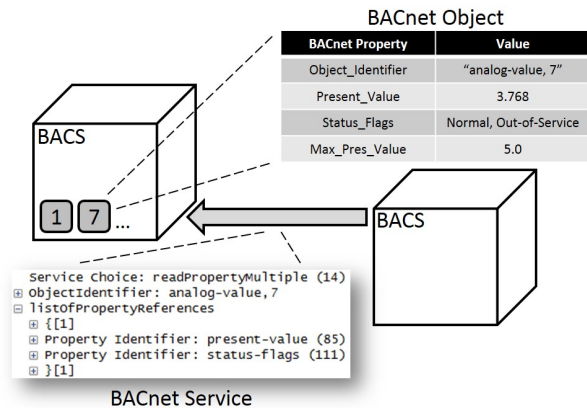 BACnet Object
BACnet Property Value
Object_Identifier “analog-value, 7”
Present_Value 3.768
Status_Flags Normal, Out-of-Service
Max_Pres_Value 5.0
BACS
1 7 ...
BACS
Service Choice: readPropertyMultiple (14)
ObjectIdentifier: analog-value,7
listOfPropertyReferences
{[1]
Property Identifier: present-value (85)
Property Identifier: status-flags (111)
}[1]
BACnet Service